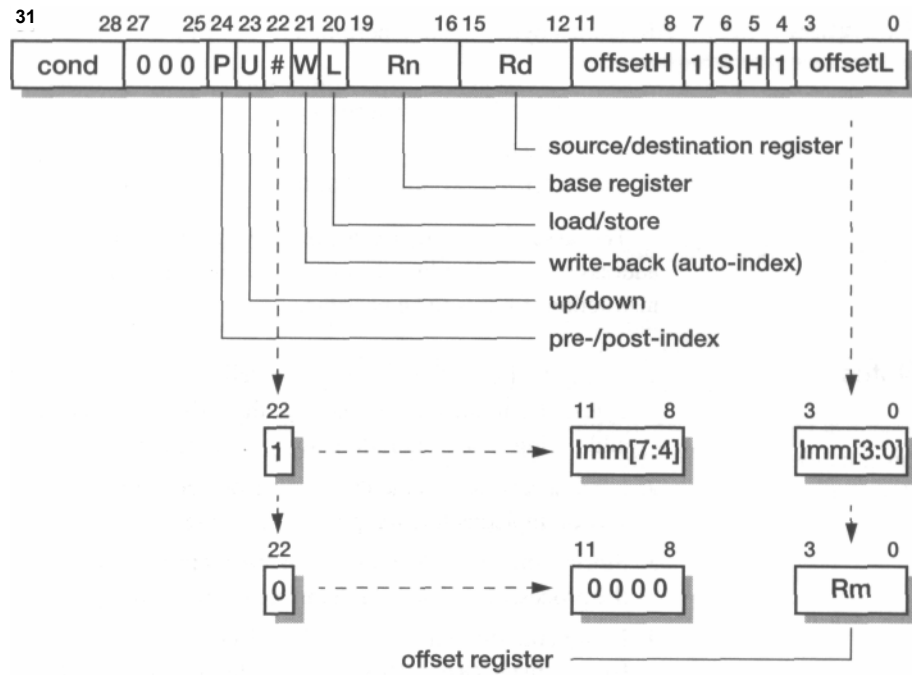 31 28 27 25 24 23 22 21 20 19 16 15 12 11 8 7 6 5 4 3 0
cond 0 0 0 P U # W L Rn Rd offsetH 1 S H 1 offsetL
source/destination register
base register
load/store
write-back (auto-index)
up/down
pre-/post-index
22 11 8 3 0
1 Imm[7:4] Imm[3:0]
22 11 8 3 0
0 0 0 0 0 Rm
offset register